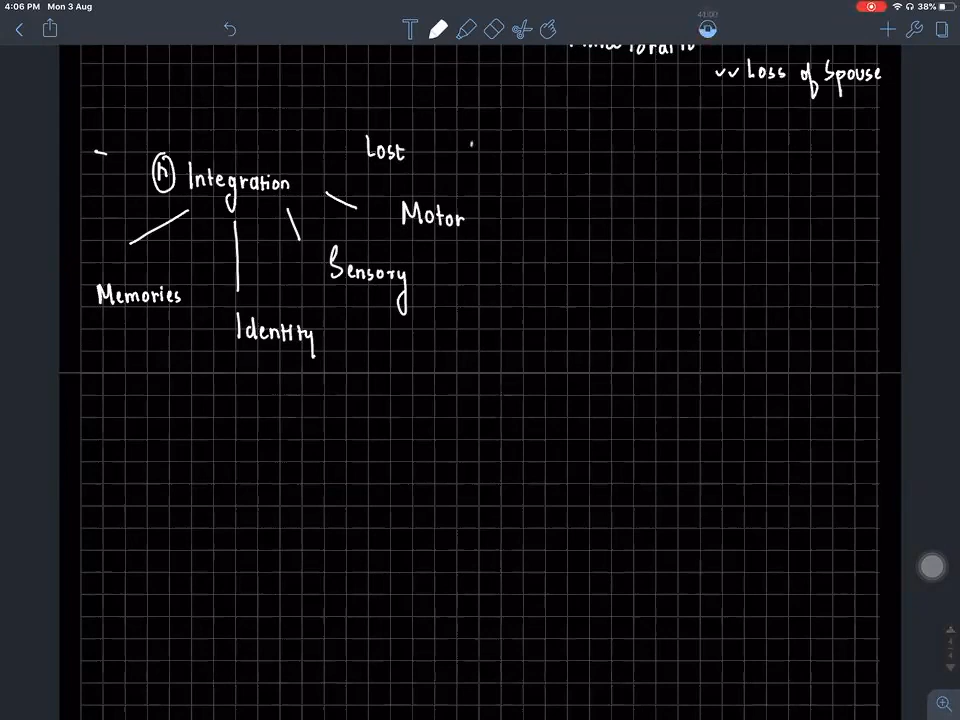 4:06 PM Mon 3 Aug
38%
✓✓ Loss of Spouse
Lost
ⓝ Integration
Motor
Sensory
Memories
Identity